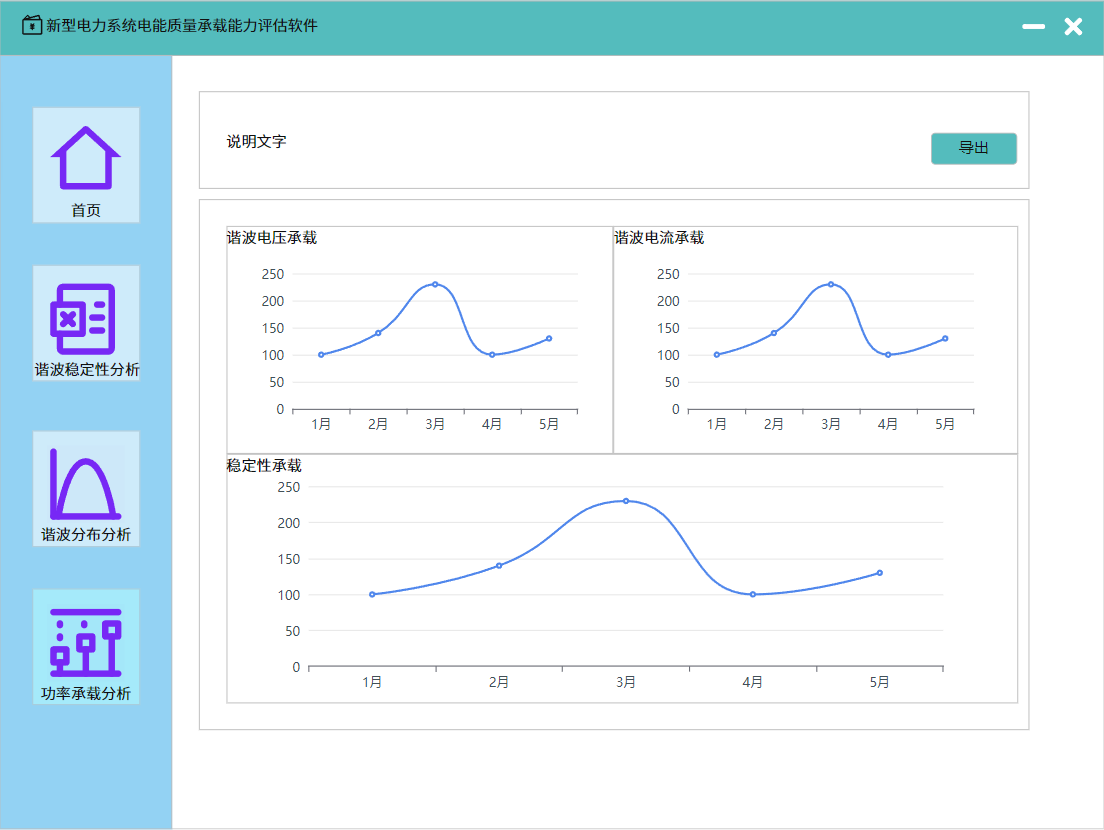 新型电力系统电能质量承载能力评估软件
首页
谐波稳定性分析
谐波分布分析
功率承载分析
说明文字
导出
谐波电压承载
250
200
150
100
50
0
1月 2月 3月 4月 5月
谐波电流承载
250
200
150
100
50
0
1月 2月 3月 4月 5月
稳定性承载
250
200
150
100
50
0
1月 2月 3月 4月 5月